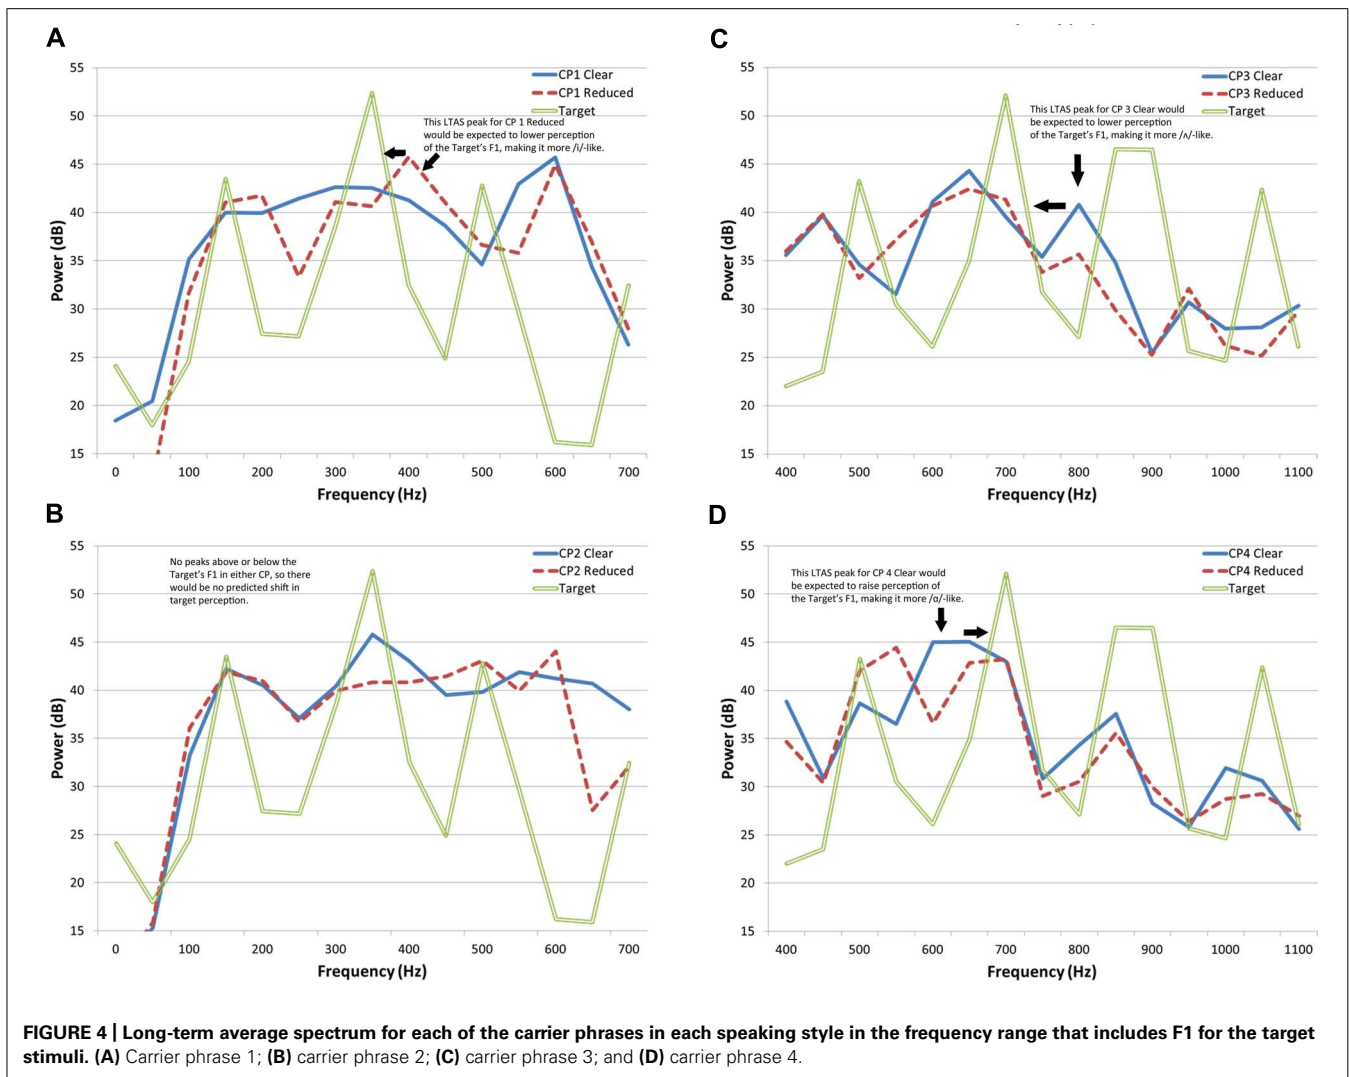 A
CP1 Clear
CP1 Reduced
Target
This LTAS peak for CP 1 Reduced
would be expected to lower perception
of the Target's F1, making it more /i/-like.
55
50
45
40
35
30
25
20
15
Power (dB)
0 100 200 300 400 500 600 700
Frequency (Hz)
B
CP2 Clear
CP2 Reduced
Target
No peaks above or below the
Target's F1 in either CP, so there
would be no predicted shift in
target perception.
55
50
45
40
35
30
25
20
15
Power (dB)
0 100 200 300 400 500 600 700
Frequency (Hz)
C
CP3 Clear
CP3 Reduced
Target
This LTAS peak for CP 3 Clear would
be expected to lower perception
of the Target's F1, making it more /ʌ/-like.
55
50
45
40
35
30
25
20
15
Power (dB)
400 500 600 700 800 900 1000 1100
Frequency (Hz)
D
CP4 Clear
CP4 Reduced
Target
This LTAS peak for CP 4 Clear would
be expected to raise perception of
the Target's F1, making it more /ɑ/-like.
55
50
45
40
35
30
25
20
15
Power (dB)
400 500 600 700 800 900 1000 1100
Frequency (Hz)
FIGURE 4 | Long-term average spectrum for each of the carrier phrases in each speaking style in the frequency range that includes F1 for the target
stimuli. (A) Carrier phrase 1; (B) carrier phrase 2; (C) carrier phrase 3; and (D) carrier phrase 4.